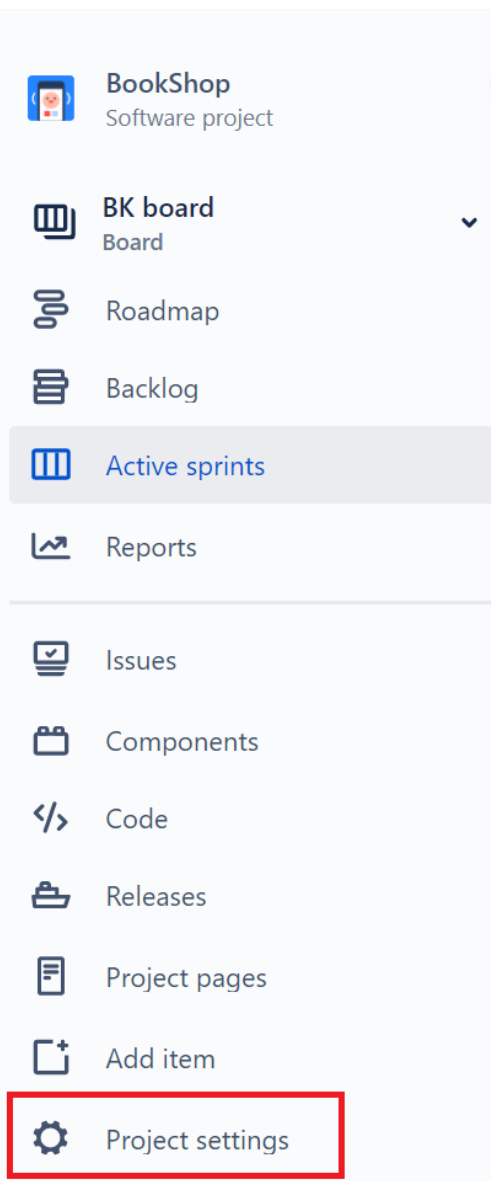 BookShop
Software project
BK board
Board
Roadmap
Backlog
Active sprints
Reports
Issues
Components
Code
Releases
Project pages
Add item
Project settings